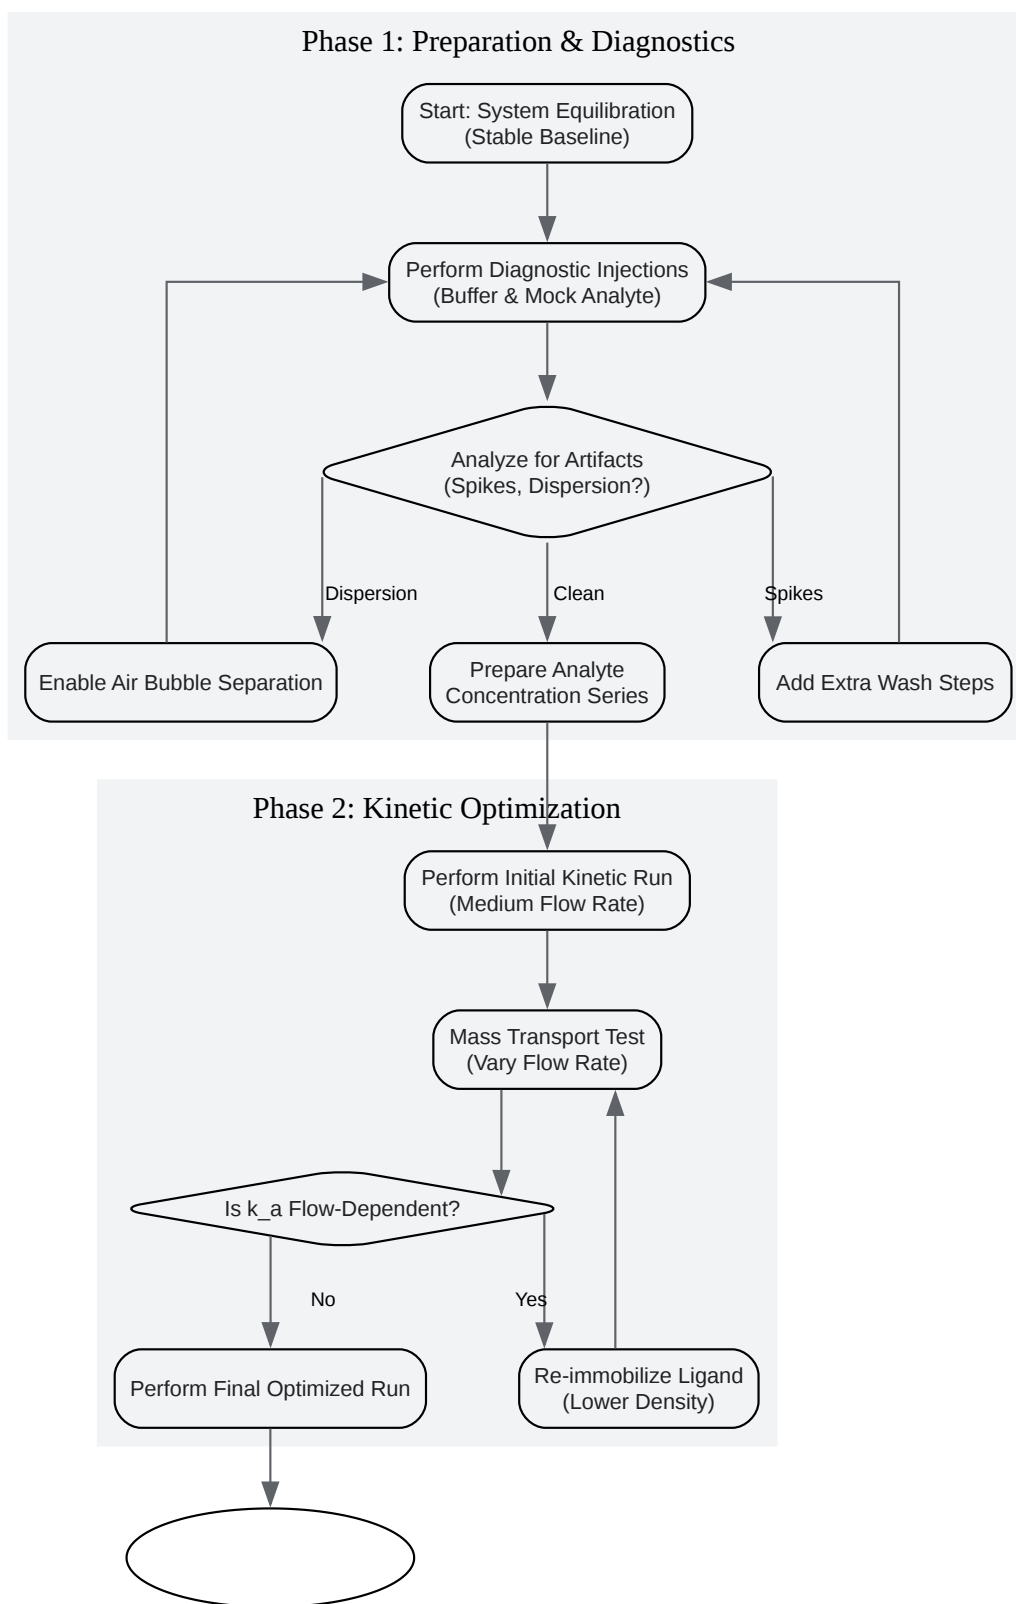 Phase 1: Preparation & Diagnostics
Start: System Equilibration
(Stable Baseline)
Perform Diagnostic Injections
(Buffer & Mock Analyte)
Analyze for Artifacts
(Spikes, Dispersion?)
Dispersion
Clean
Spikes
Enable Air Bubble Separation
Prepare Analyte
Concentration Series
Add Extra Wash Steps
Phase 2: Kinetic Optimization
Perform Initial Kinetic Run
(Medium Flow Rate)
Mass Transport Test
(Vary Flow Rate)
Is k_a Flow-Dependent?
No
Yes
Perform Final Optimized Run
Re-immobilize Ligand
(Lower Density)